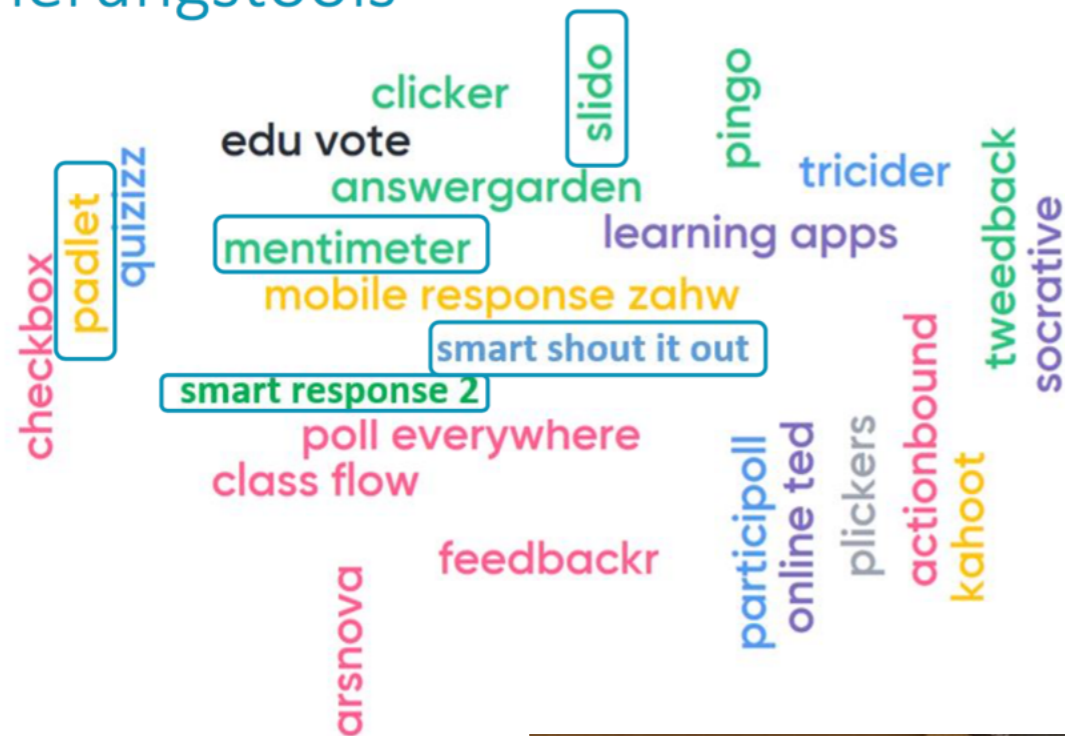 ierungstools
clicker
slido
pingo
edu vote
tricider
answergarden
quizizz
padlet
checkbox
mentimeter
learning apps
tweedback
socrative
mobile response zahw
smart shout it out
smart response 2
poll everywhere
class flow
participoll
online ted
plickers
actionbound
kahoot
feedbackr
arsnova